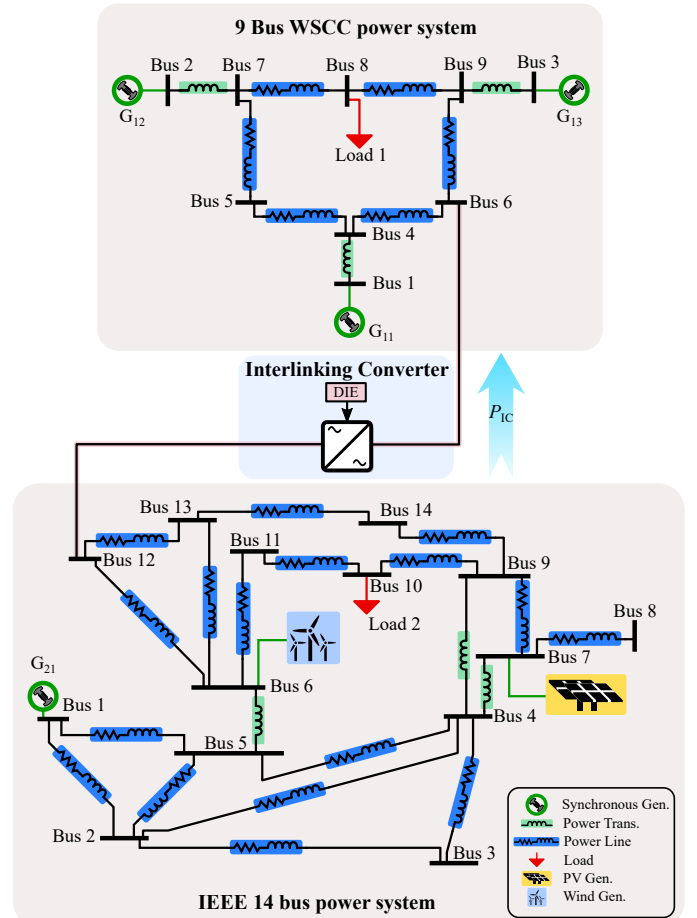 9 Bus WSCC power system
Bus 2
Bus 7
Bus 8
Bus 9
Bus 3
G12
G13
Load 1
Bus 5
Bus 6
Bus 4
Bus 1
G11
Interlinking Converter
DIE
PIC
Bus 13
Bus 14
Bus 12
Bus 11
Bus 10
Bus 9
Load 2
Bus 8
Bus 7
G21
Bus 6
Bus 1
Bus 4
Bus 5
Bus 2
Bus 3
Synchronous Gen.
Power Trans.
Power Line
Load
PV Gen.
Wind Gen.
IEEE 14 bus power system